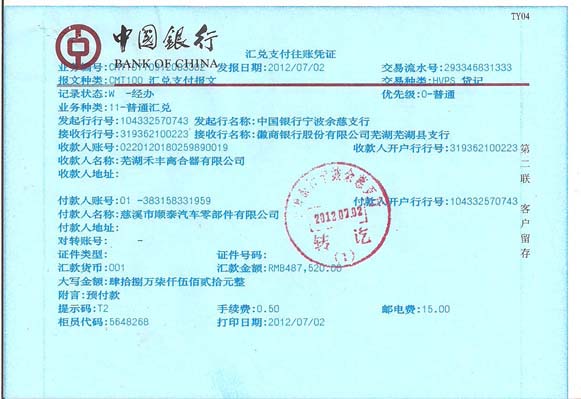 TY04
中国银行
BANK OF CHINA
汇兑支付往账凭证
发报日期:2012/07/02 交易流水号:293346831333
报文种类:CMT100 汇兑支付报文 交易种类:HVPS 贷记
记录状态:W -经办 优先级:0-普通
业务种类:11-普通汇兑
发起行行号:104332570743 发起行名称:中国银行宁波余慈支行
接收行行号:319362100223 接收行名称:徽商银行股份有限公司芜湖芜湖县支行
收款人账号:0220120180259890019 收款人开户行行号:319362100223
收款人名称:芜湖禾丰离合器有限公司
收款人地址:
付款人账号:01 -383158331959 付款人开户行行号:104332570743
付款人名称:慈溪市顺泰汽车零部件有限公司
付款人地址:
对转账号: -
证件类型: 证件号码:
汇款货币:001 汇款金额:RMB487,520.00
大写金额:肆拾捌万柒仟伍佰贰拾元整
附言:预付款
提示码:T2 手续费:0.50 邮电费:15.00
柜员代码:5648268 打印日期:2012/07/02
第二联 客户留存
2012.07.02